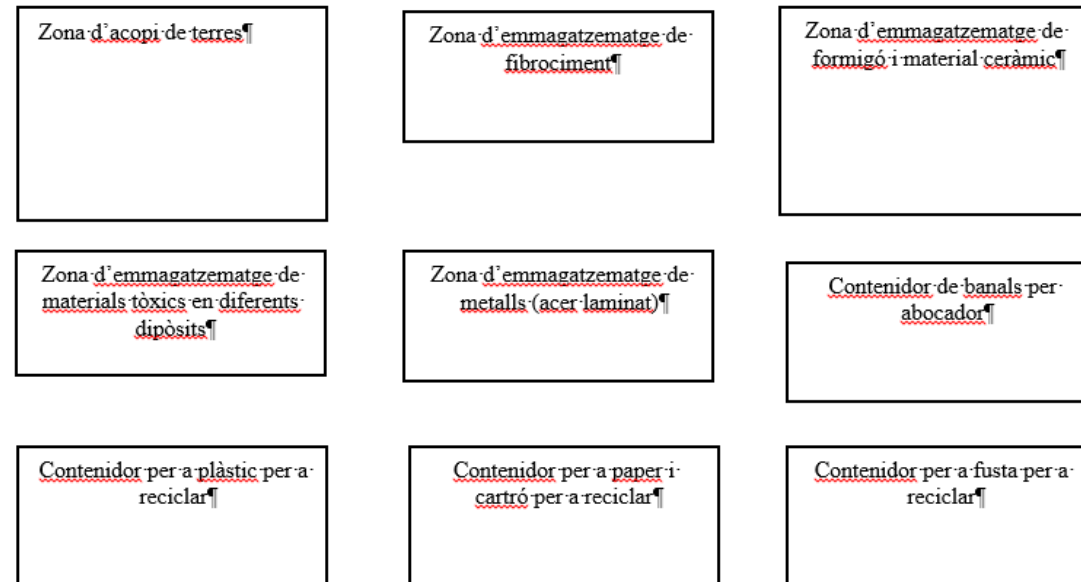 Zona d’acopi de terres¶
Zona d’emmagatzematge de
fibrociment¶
Zona d’emmagatzematge de
formigó i material ceràmic¶
Zona d’emmagatzematge de
materials tòxics en diferents
dipòsits¶
Zona d’emmagatzematge de
metalls (acer laminat)¶
Contenidor de banals per
abocador¶
Contenidor per a plàstic per a
reciclar¶
Contenidor per a paper i
cartró per a reciclar¶
Contenidor per a fusta per a
reciclar¶